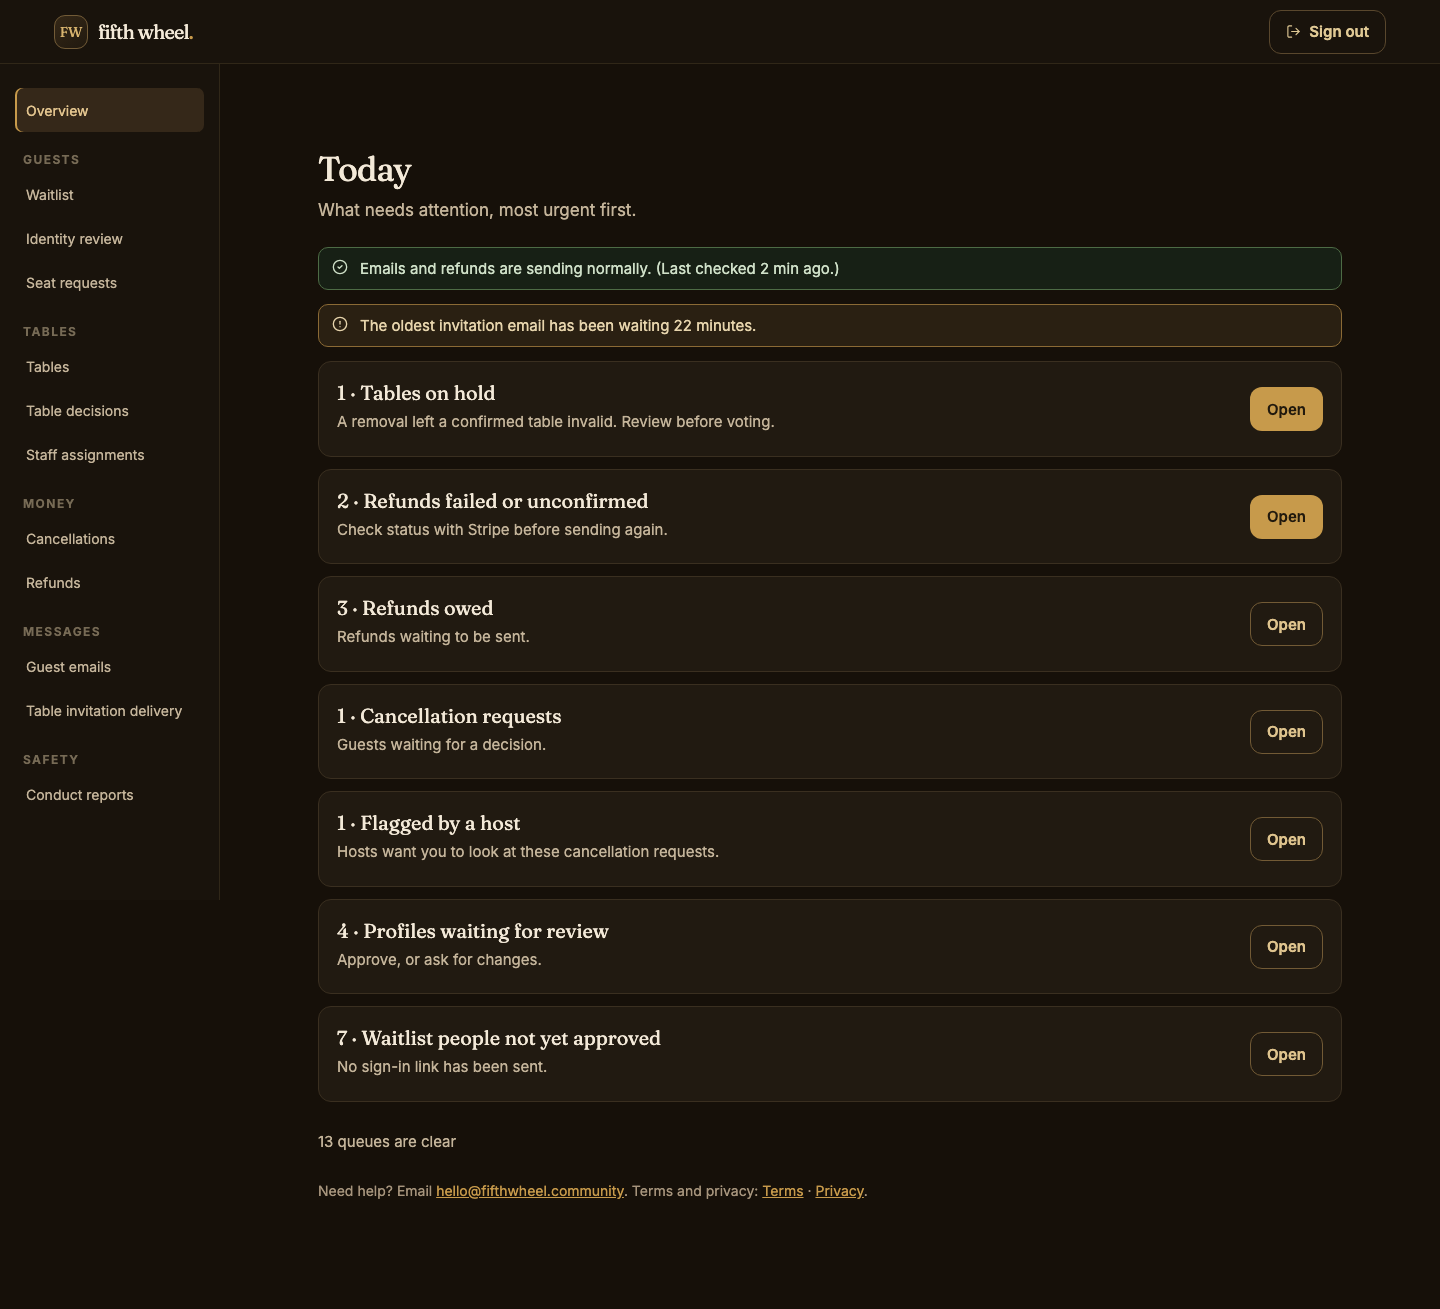 FW fifth wheel.
Sign out
Overview
GUESTS
Waitlist
Identity review
Seat requests
TABLES
Tables
Table decisions
Staff assignments
MONEY
Cancellations
Refunds
MESSAGES
Guest emails
Table invitation delivery
SAFETY
Conduct reports
Today
What needs attention, most urgent first.
Emails and refunds are sending normally. (Last checked 2 min ago.)
The oldest invitation email has been waiting 22 minutes.
1 · Tables on hold
A removal left a confirmed table invalid. Review before voting.
Open
2 · Refunds failed or unconfirmed
Check status with Stripe before sending again.
Open
3 · Refunds owed
Refunds waiting to be sent.
Open
1 · Cancellation requests
Guests waiting for a decision.
Open
1 · Flagged by a host
Hosts want you to look at these cancellation requests.
Open
4 · Profiles waiting for review
Approve, or ask for changes.
Open
7 · Waitlist people not yet approved
No sign-in link has been sent.
Open
13 queues are clear
Need help? Email hello@fifthwheel.community. Terms and privacy: Terms · Privacy.